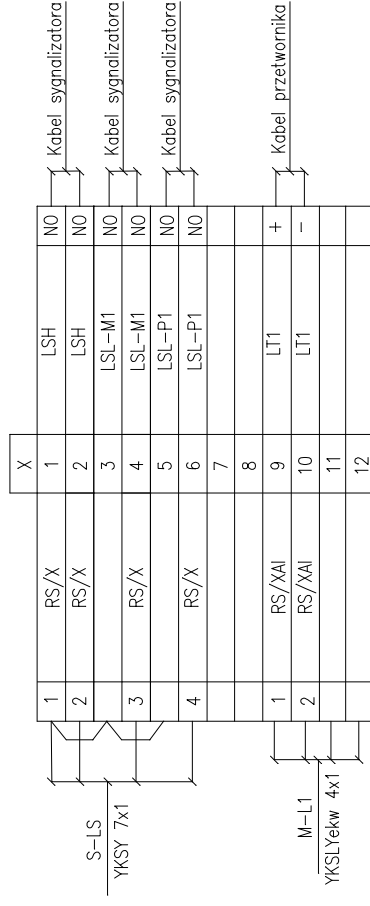 X
1 RS/X 1 LSH NO
2 RS/X 2 LSH NO
3 LSL-M1 NO
3 RS/X 4 LSL-M1 NO
5 LSL-P1 NO
4 RS/X 6 LSL-P1 NO
7
8
1 RS/XAI 9 LT1 +
2 RS/XAI 10 LT1 -
11
12
S-LS
YKSY 7x1
M-L1
YKSLYekw 4x1
Kabel sygnalizatora
Kabel sygnalizatora
Kabel sygnalizatora
Kabel przetwornika